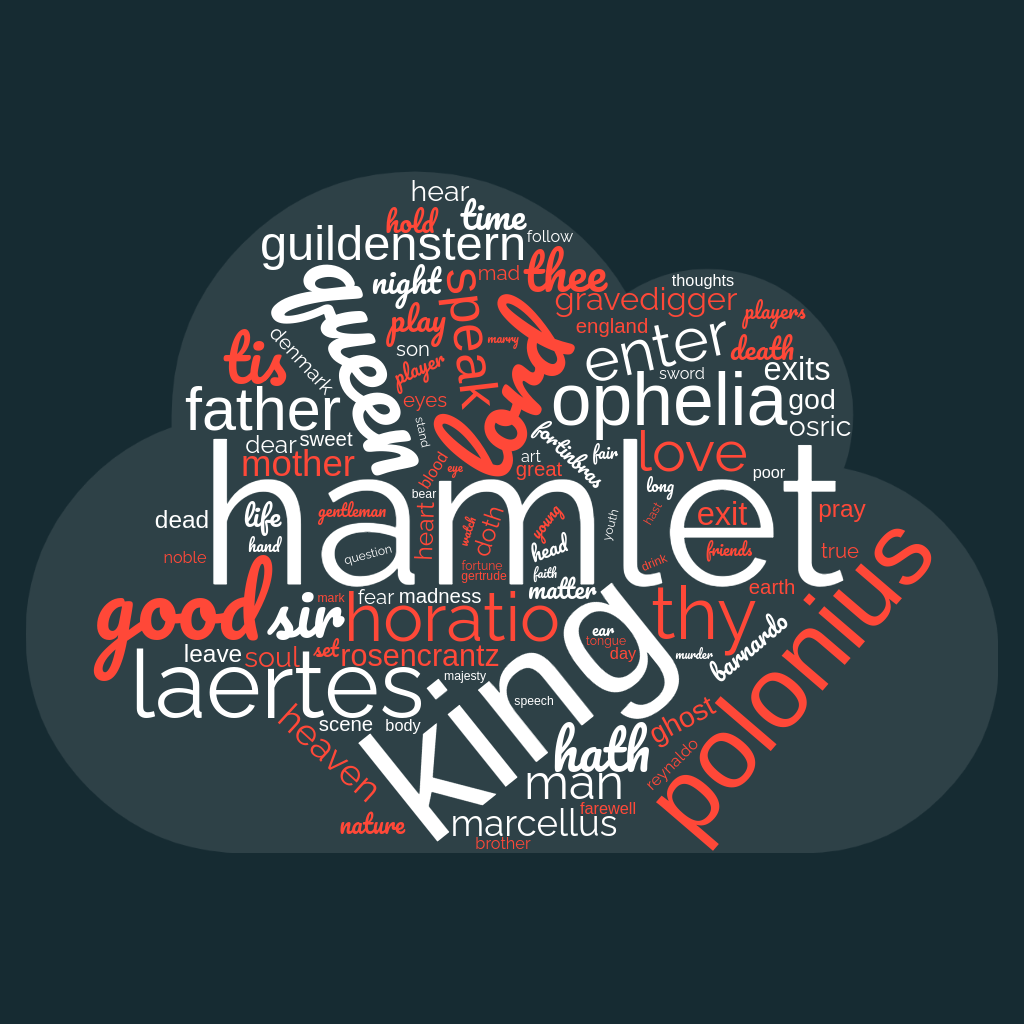 hear
hold
time
guildenstern
follow
queen
night
speak
mad
thee
thoughts
gravedigger
players
play
lord
england
enter
death
tis
denmark
son
marry
player
sword
exits
father
eyes
ophelia
god
osric
stand
dear
sweet
fortinbras
fair
love
mother
blood
eye
art
great
poor
hamlet
bear
long
dead
life
gentleman
heart
watch
doth
young
youth
hast
exit
pray
noble
hand
question
head
drink
friends
true
fortune
gertrude
faith
matter
earth
good
sir
mark
fear
madness
horatio
king
thy
polonius
ear
tongue
day
murder
barnardo
leave
soul
set
rosencrantz
laertes
majesty
speech
heaven
scene
body
hath
ghost
reynaldo
man
nature
marcellus
farewell
brother